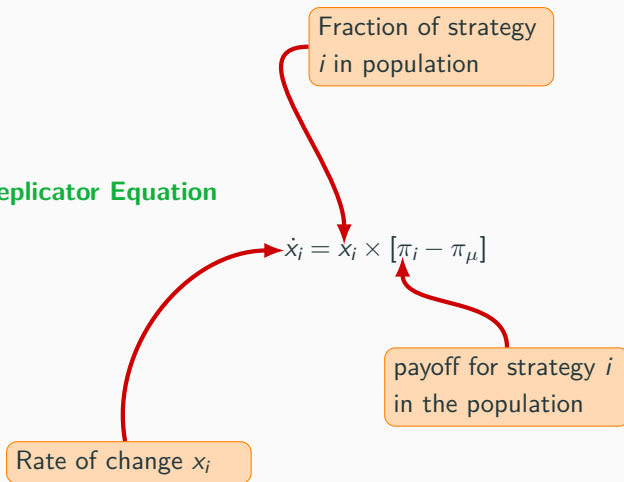 Fraction of strategy
i in population
eplicator Equation
ẋᵢ = xᵢ × [πᵢ − π_μ]
payoff for strategy i
in the population
Rate of change xᵢ